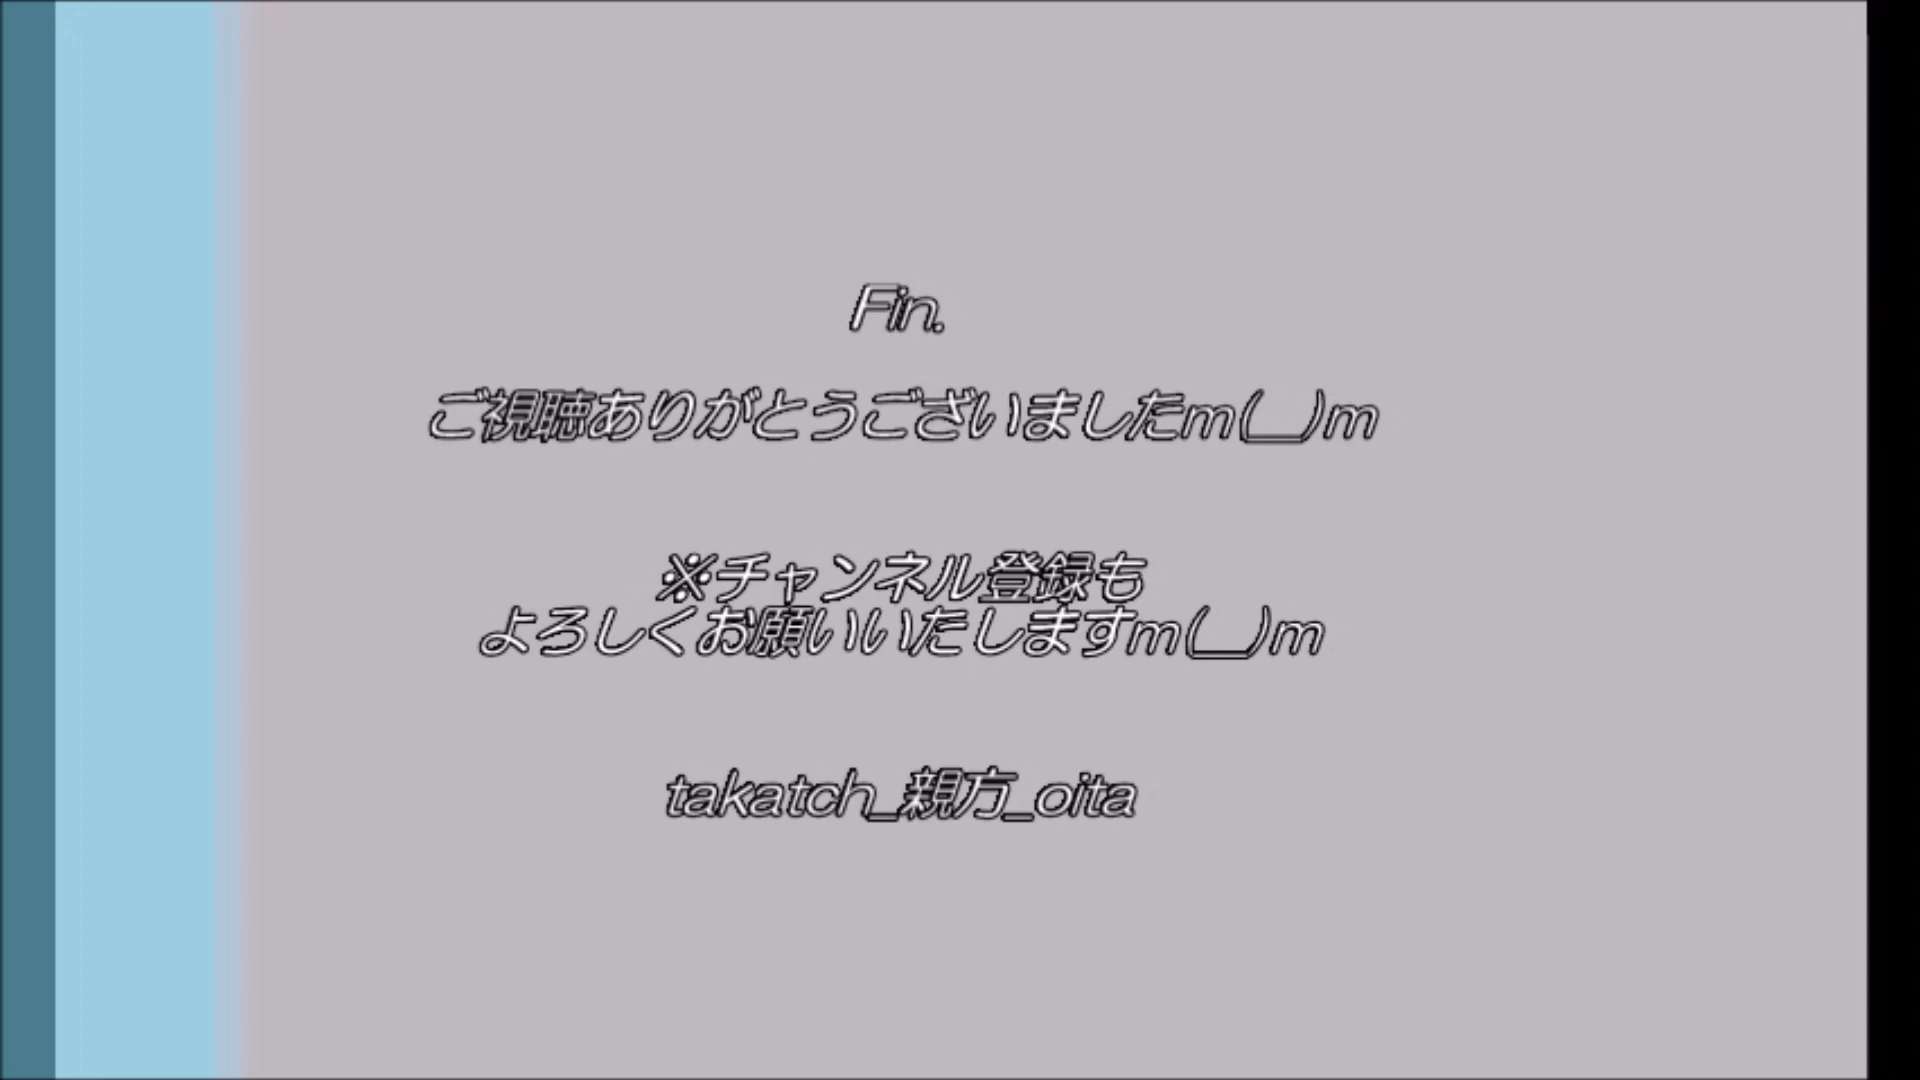 Fin.
ご視聴ありがとうございましたm(__)m
※チャンネル登録も
よろしくお願いいたしますm(__)m
takatch_親方_oita